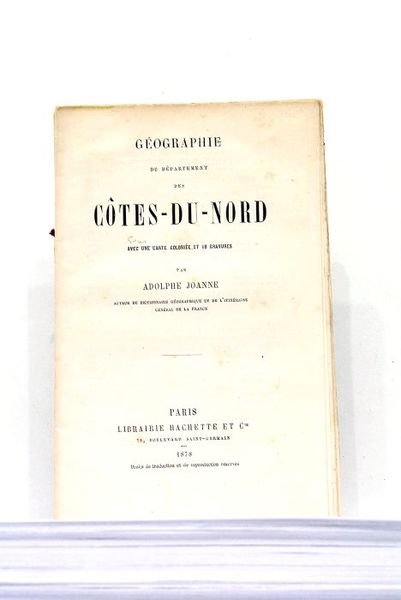 GÉOGRAPHIE
DU DÉPARTEMENT
DES
CÔTES-DU-NORD
AVEC UNE CARTE COLORIÉE ET 18 GRAVURES
PAR
ADOLPHE JOANNE
AUTEUR DU DICTIONNAIRE GÉOGRAPHIQUE ET DE L'ITINÉRAIRE
GÉNÉRAL DE LA FRANCE
PARIS
LIBRAIRIE HACHETTE ET Cie
79, BOULEVARD SAINT-GERMAIN
1878
Droits de traduction et de reproduction réservés